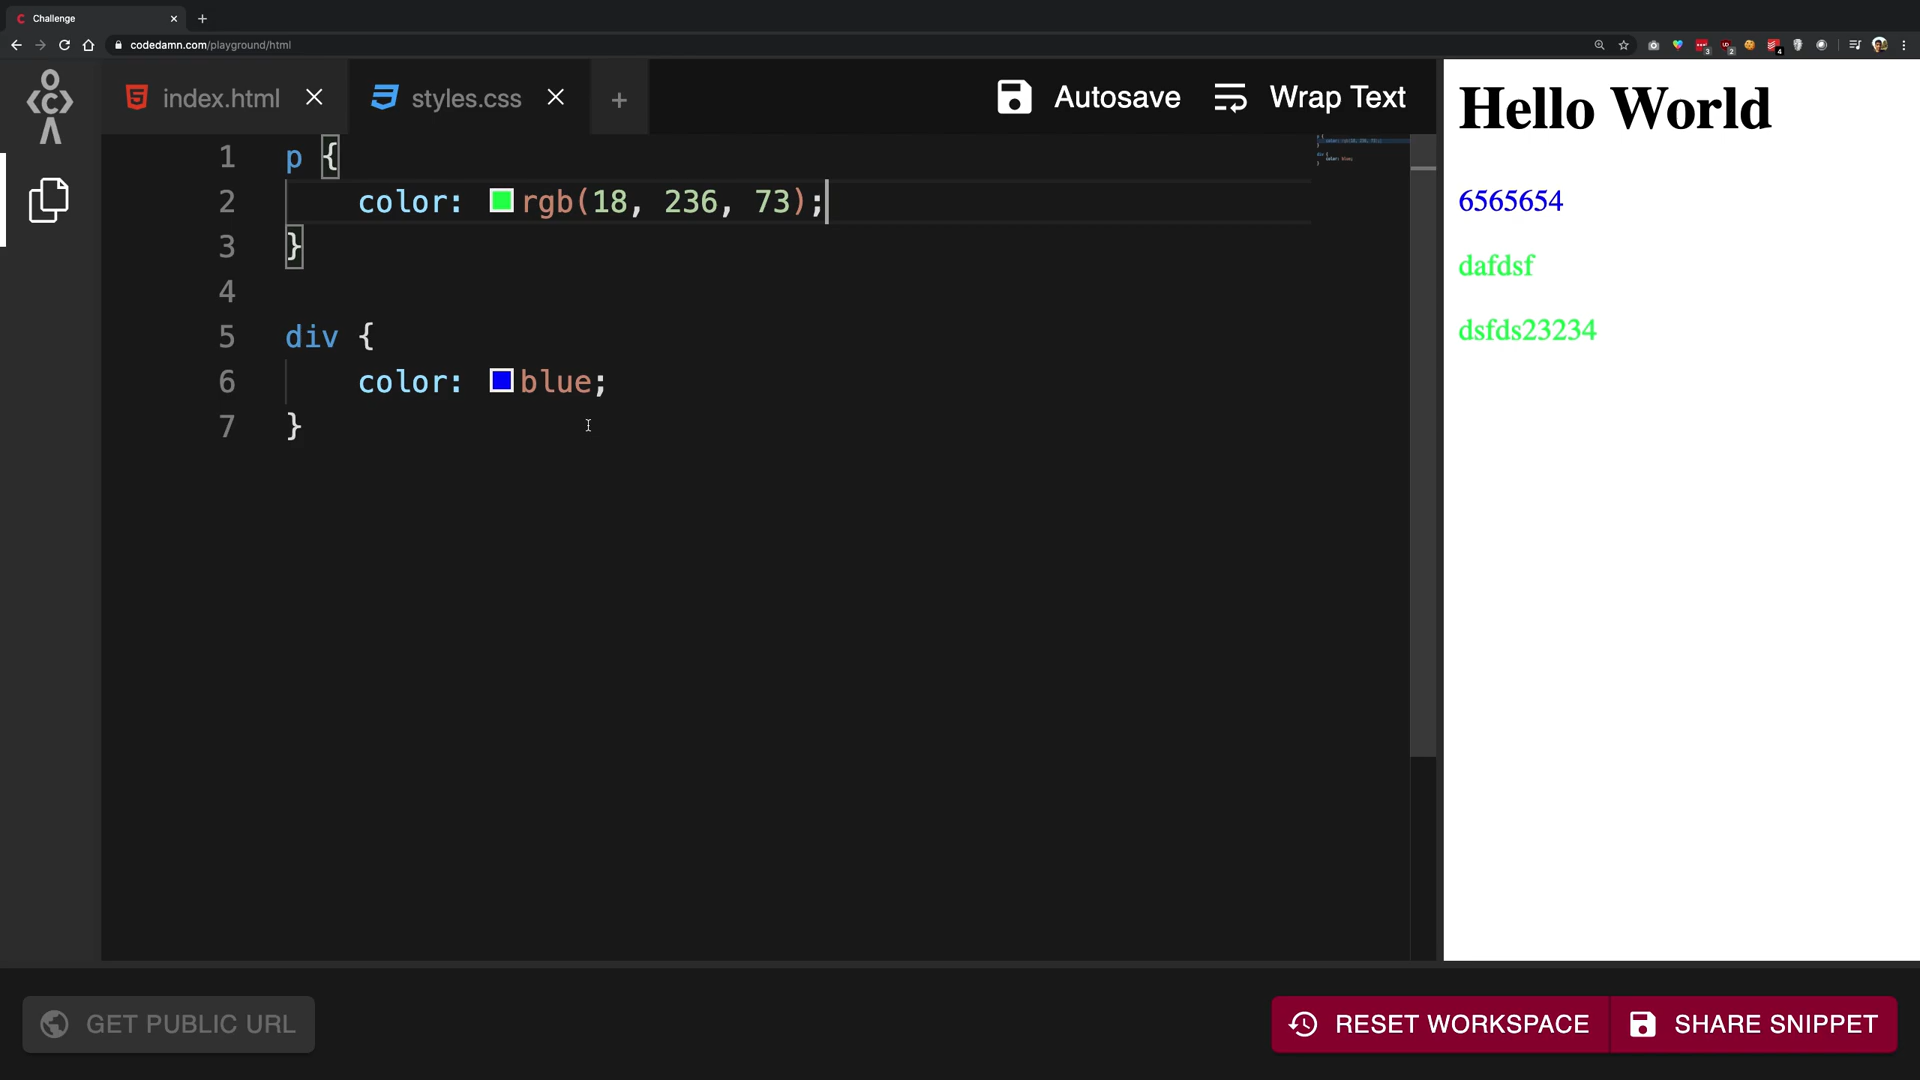 Challenge
codedamn.com/playground/html
index.html
styles.css
Autosave
Wrap Text
1 p {
2 color: rgb(18, 236, 73);
3 }
4
5 div {
6 color: blue;
7 }
Hello World
6565654
dafdsf
dsfds23234
GET PUBLIC URL
RESET WORKSPACE
SHARE SNIPPET